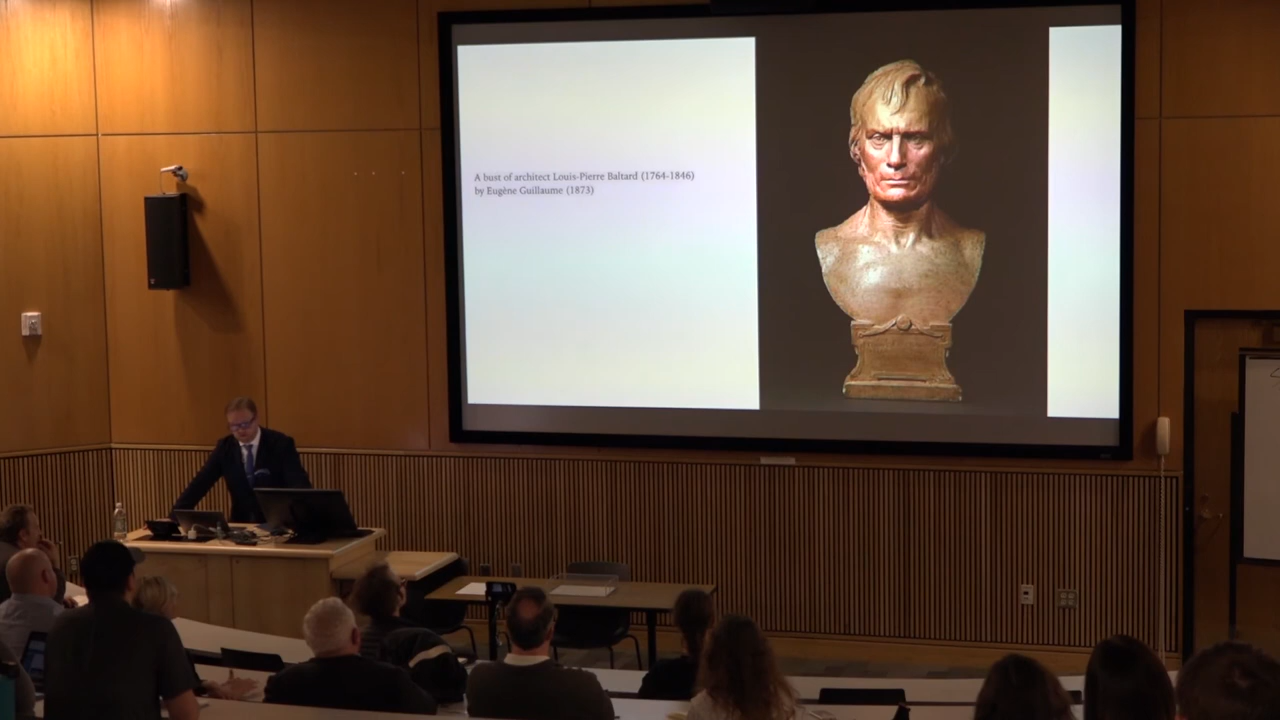 A bust of architect Louis-Pierre Baltard (1764-1846)
by Eugène Guillaume (1873)